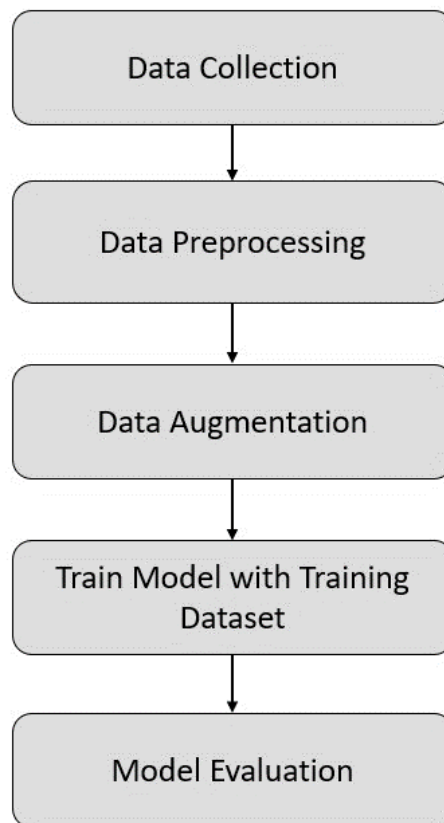 Data Collection
Data Preprocessing
Data Augmentation
Train Model with Training
Dataset
Model Evaluation